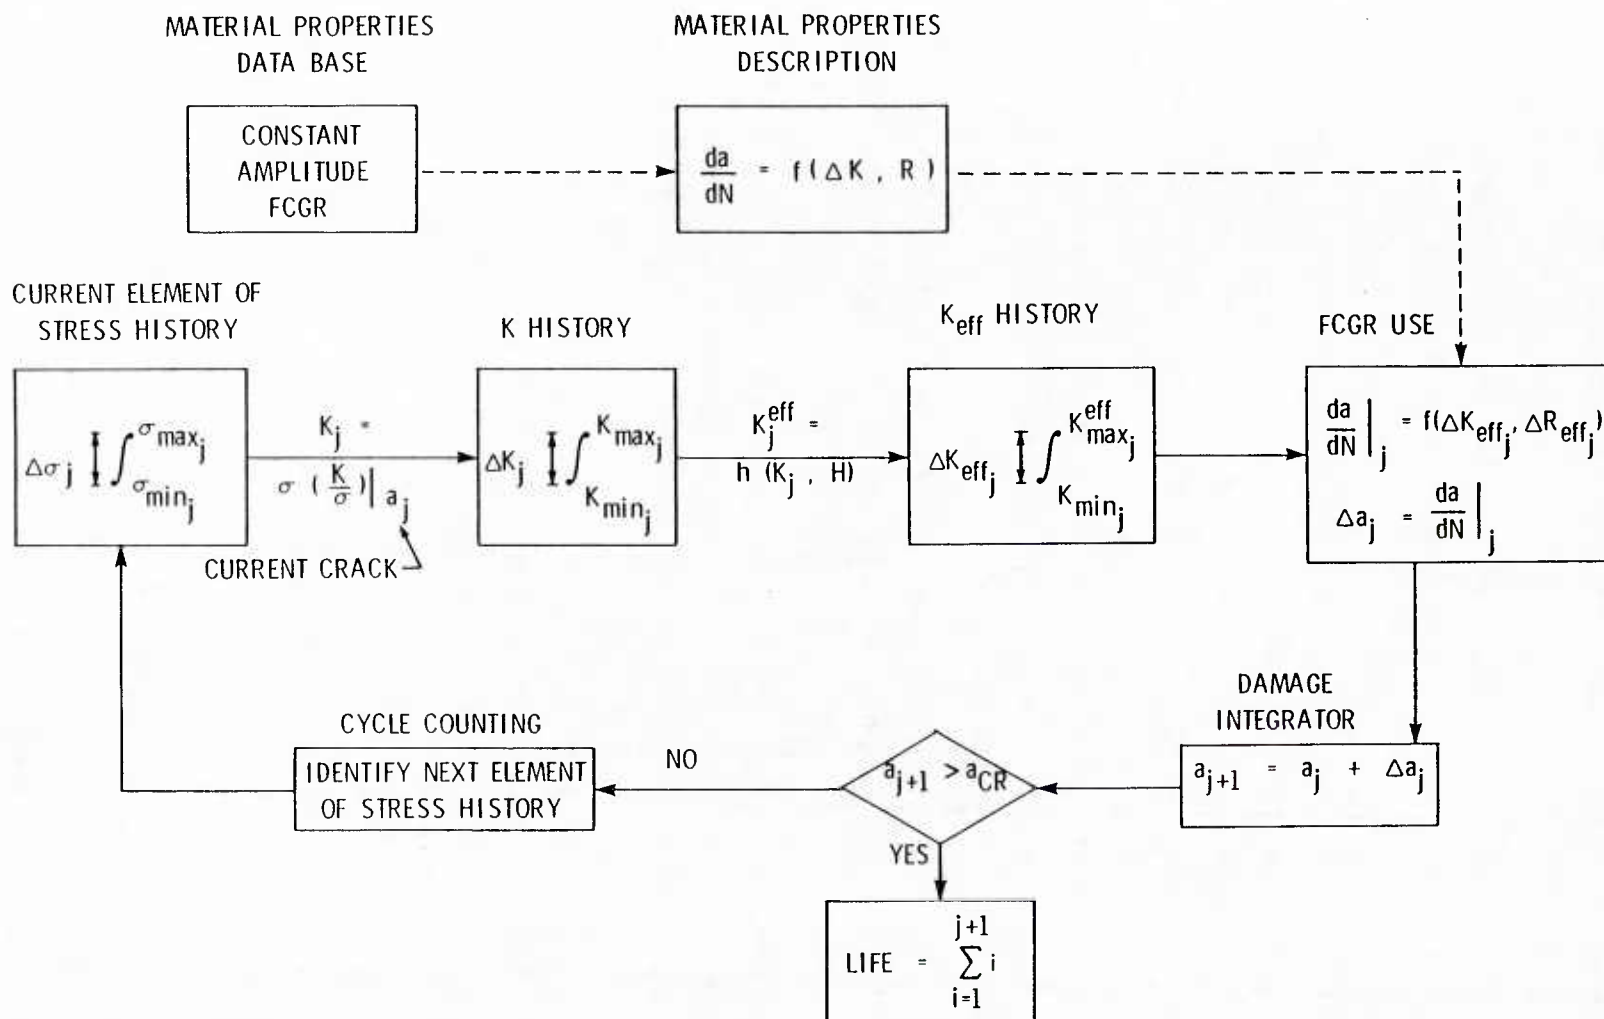 MATERIAL PROPERTIES
DATA BASE
MATERIAL PROPERTIES
DESCRIPTION
CONSTANT
AMPLITUDE
FCGR
da/dN = f(ΔK, R)
CURRENT ELEMENT OF
STRESS HISTORY
K HISTORY
K_eff HISTORY
FCGR USE
Δσ_j σ_max_j
σ_min_j
K_j =
σ (K/σ)| a_j
CURRENT CRACK
ΔK_j K_max_j
K_min_j
K_j^eff =
h (K_j, H)
ΔK_eff_j K_max_j^eff
K_min_j
da/dN|_j = f(ΔK_eff_j, ΔR_eff_j)
Δa_j = da/dN|_j
DAMAGE
INTEGRATOR
a_j+1 = a_j + Δa_j
a_j+1 > a_CR
NO
YES
CYCLE COUNTING
IDENTIFY NEXT ELEMENT
OF STRESS HISTORY
LIFE = j+1 ∑ i i=1